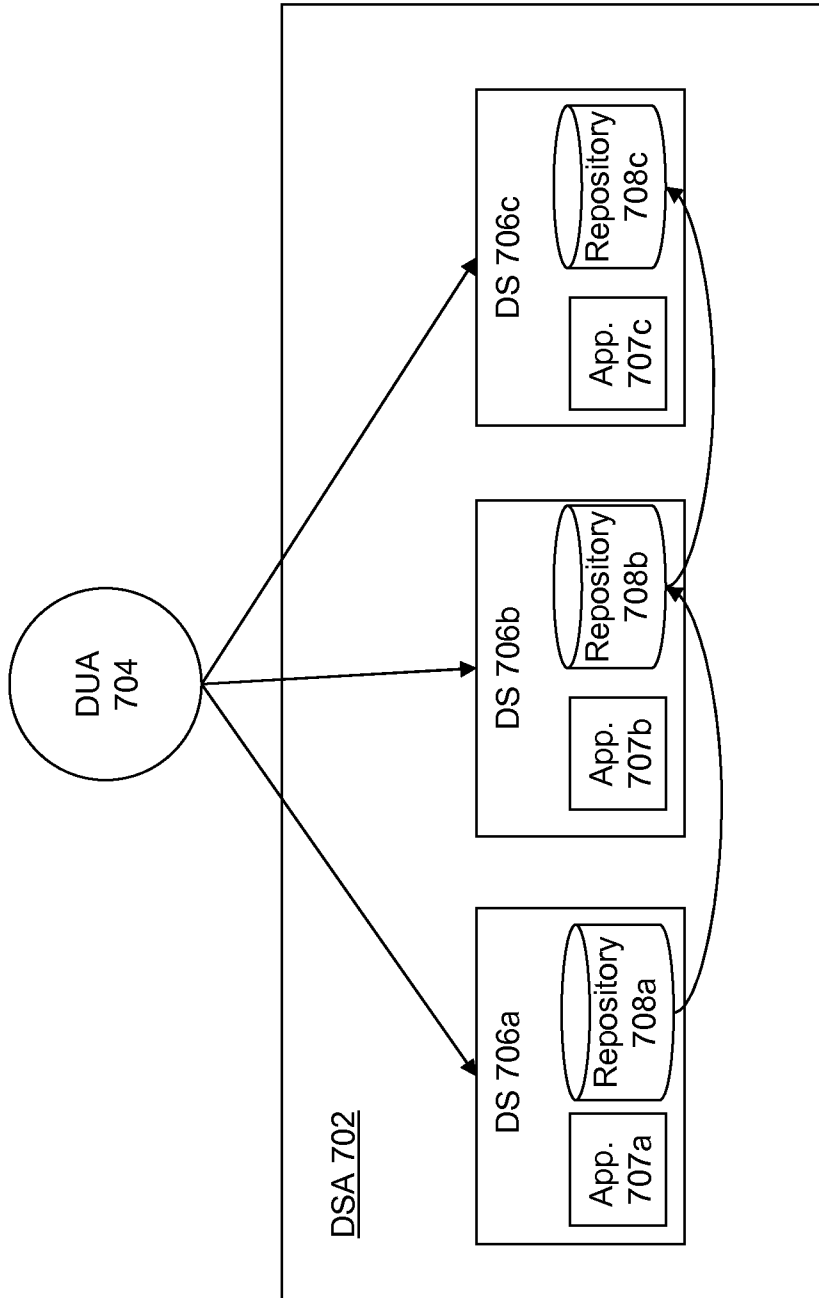 DUA
704
DSA 702
DS 706a
App.
707a
Repository
708a
DS 706b
App.
707b
Repository
708b
DS 706c
App.
707c
Repository
708c